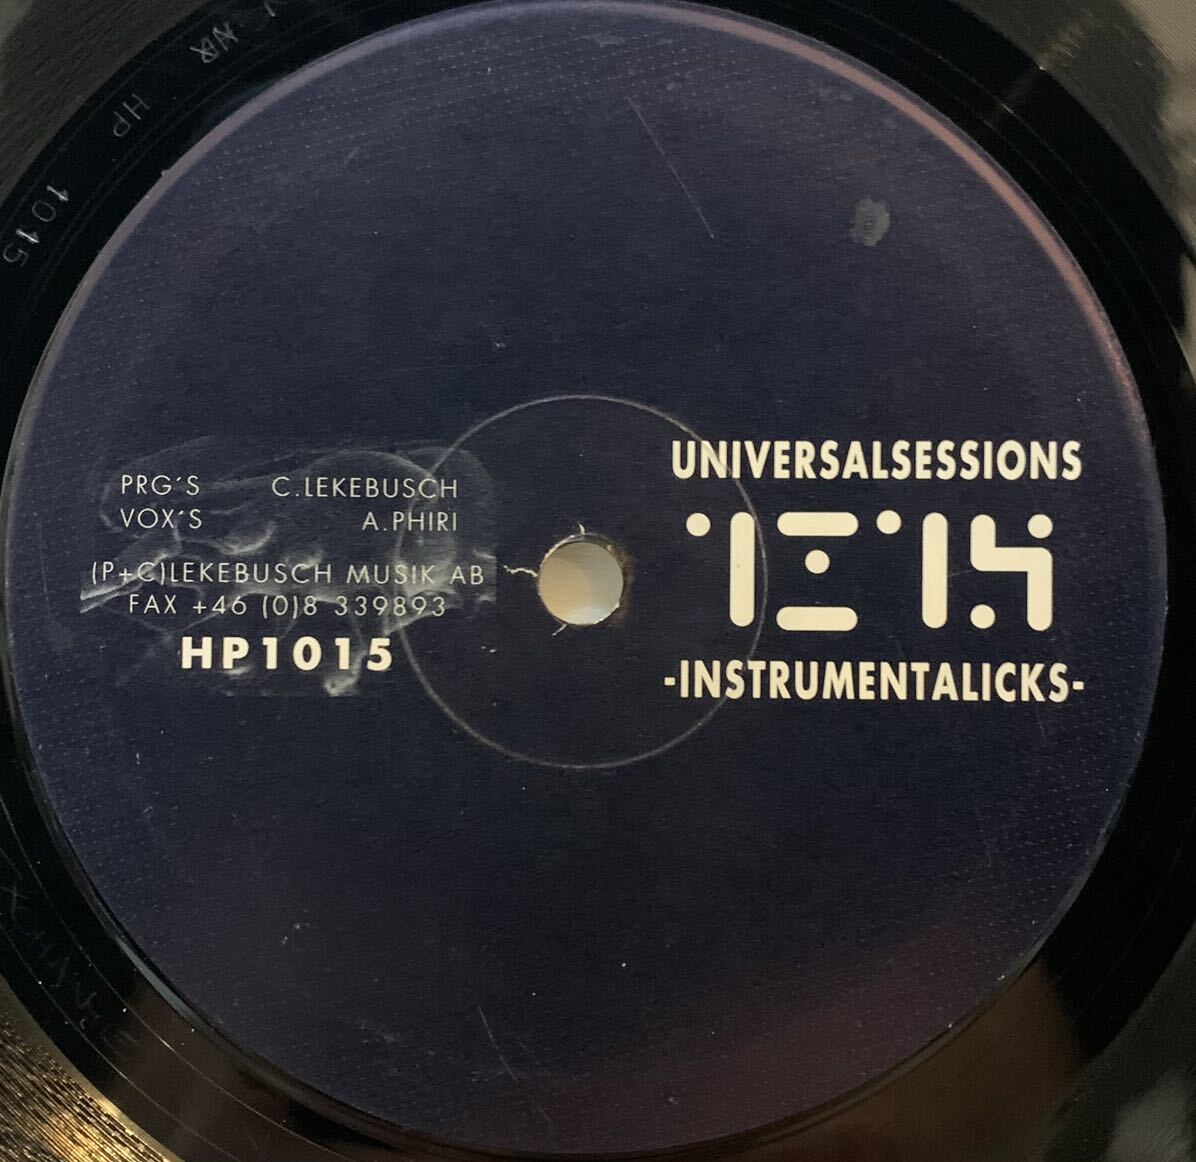 HP 1015
PRG´S C.LEKEBUSCH
VOX´S A.PHIRI
(P+C)LEKEBUSCH MUSIK AB
FAX +46 (0)8 339893
HP1015
UNIVERSALSESSIONS
-INSTRUMENTALICKS-